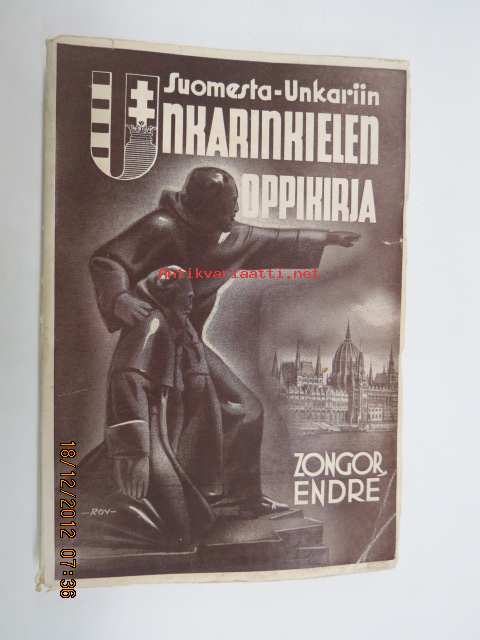 Suomesta-Unkariin
UNKARINKIELEN
OPPIKIRJA
Antikvariaatti.net
ZONGOR
ENDRE
-ROY-
18/12/2012 07:36